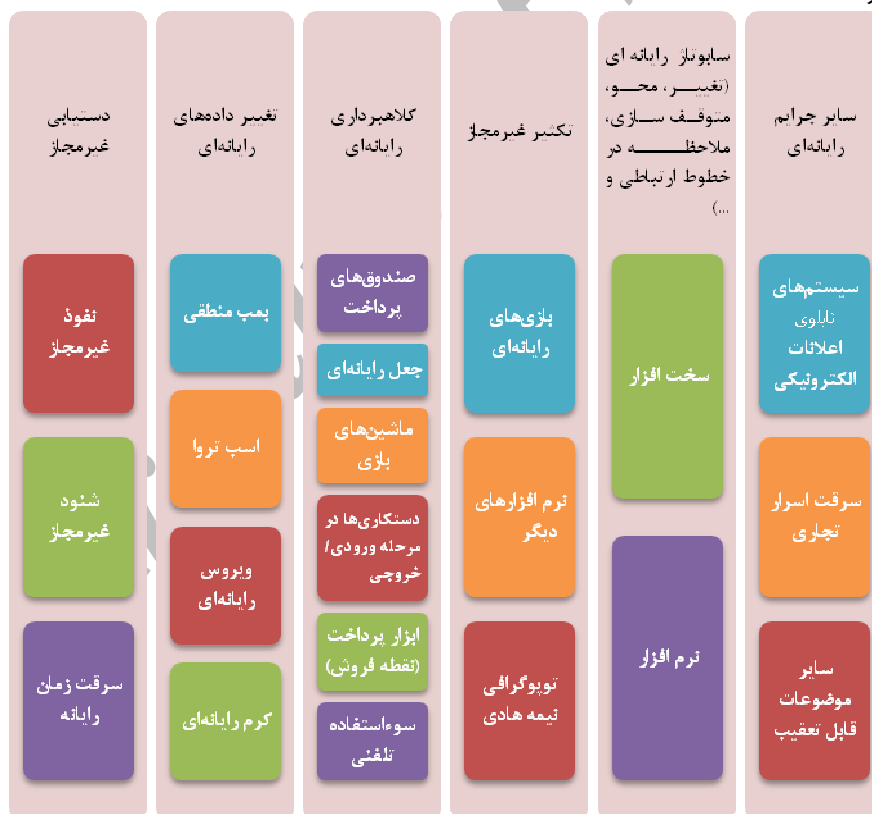 سایر جرایم
رایانه‌ای
سیستم‌های
تابلوی
اعلانات
الکترونیکی
سرقت اسرار
تجاری
سایر
موضوعات
قابل تعقیب
سابوتاژ رایانه ای
(تغییر، محو،
متوقف سازی،
ملاحظه در
خطوط ارتباطی و
...)
سخت افزار
نرم افزار
تکثیر غیرمجاز
بازی‌های
رایانه‌ای
نرم افزارهای
دیگر
توپوگرافی
نیمه هادی
کلاهبرداری
رایانه‌ای
صندوق‌های
پرداخت
جعل رایانه‌ای
ماشین‌های
بازی
دستکاری‌ها در
مرحله ورودی/
خروجی
ابزار پرداخت
(نقطه فروش)
سوءاستفاده
تلفنی
تغییر داده‌های
رایانه‌ای
بمب منطقی
اسب تروا
ویروس
رایانه‌ای
کرم رایانه‌ای
دستیابی
غیرمجاز
نفوذ
غیرمجاز
شنود
غیرمجاز
سرقت زمان
رایانه